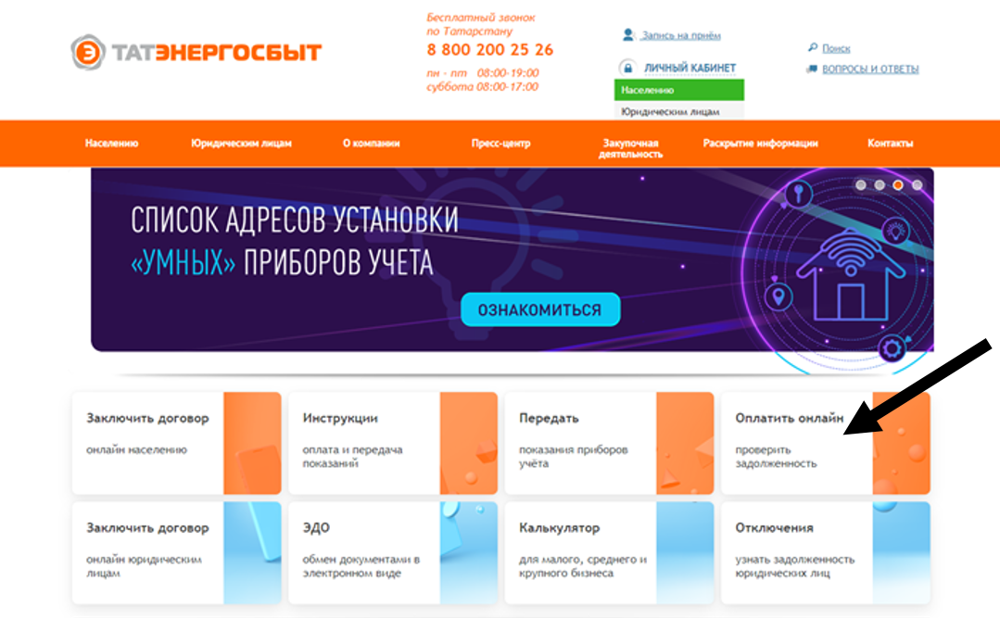 ТАТЭНЕРГОСБЫТ
Бесплатный звонок
по Татарстану
8 800 200 25 26
пн - пт 08:00-19:00
суббота 08:00-17:00
Запись на приём
ЛИЧНЫЙ КАБИНЕТ
Населению
Юридическим лицам
Поиск
ВОПРОСЫ И ОТВЕТЫ
Населению
Юридическим лицам
О компании
Пресс-центр
Закупочная
деятельность
Раскрытие информации
Контакты
СПИСОК АДРЕСОВ УСТАНОВКИ
«УМНЫХ» ПРИБОРОВ УЧЕТА
ОЗНАКОМИТЬСЯ
Заключить договор
онлайн населению
Инструкции
оплата и передача
показаний
Передать
показания приборов
учёта
Оплатить онлайн
проверить
задолженность
Заключить договор
онлайн юридическим
лицам
ЭДО
обмен документами в
электронном виде
Калькулятор
для малого, среднего и
крупного бизнеса
Отключения
узнать задолженность
юридических лиц